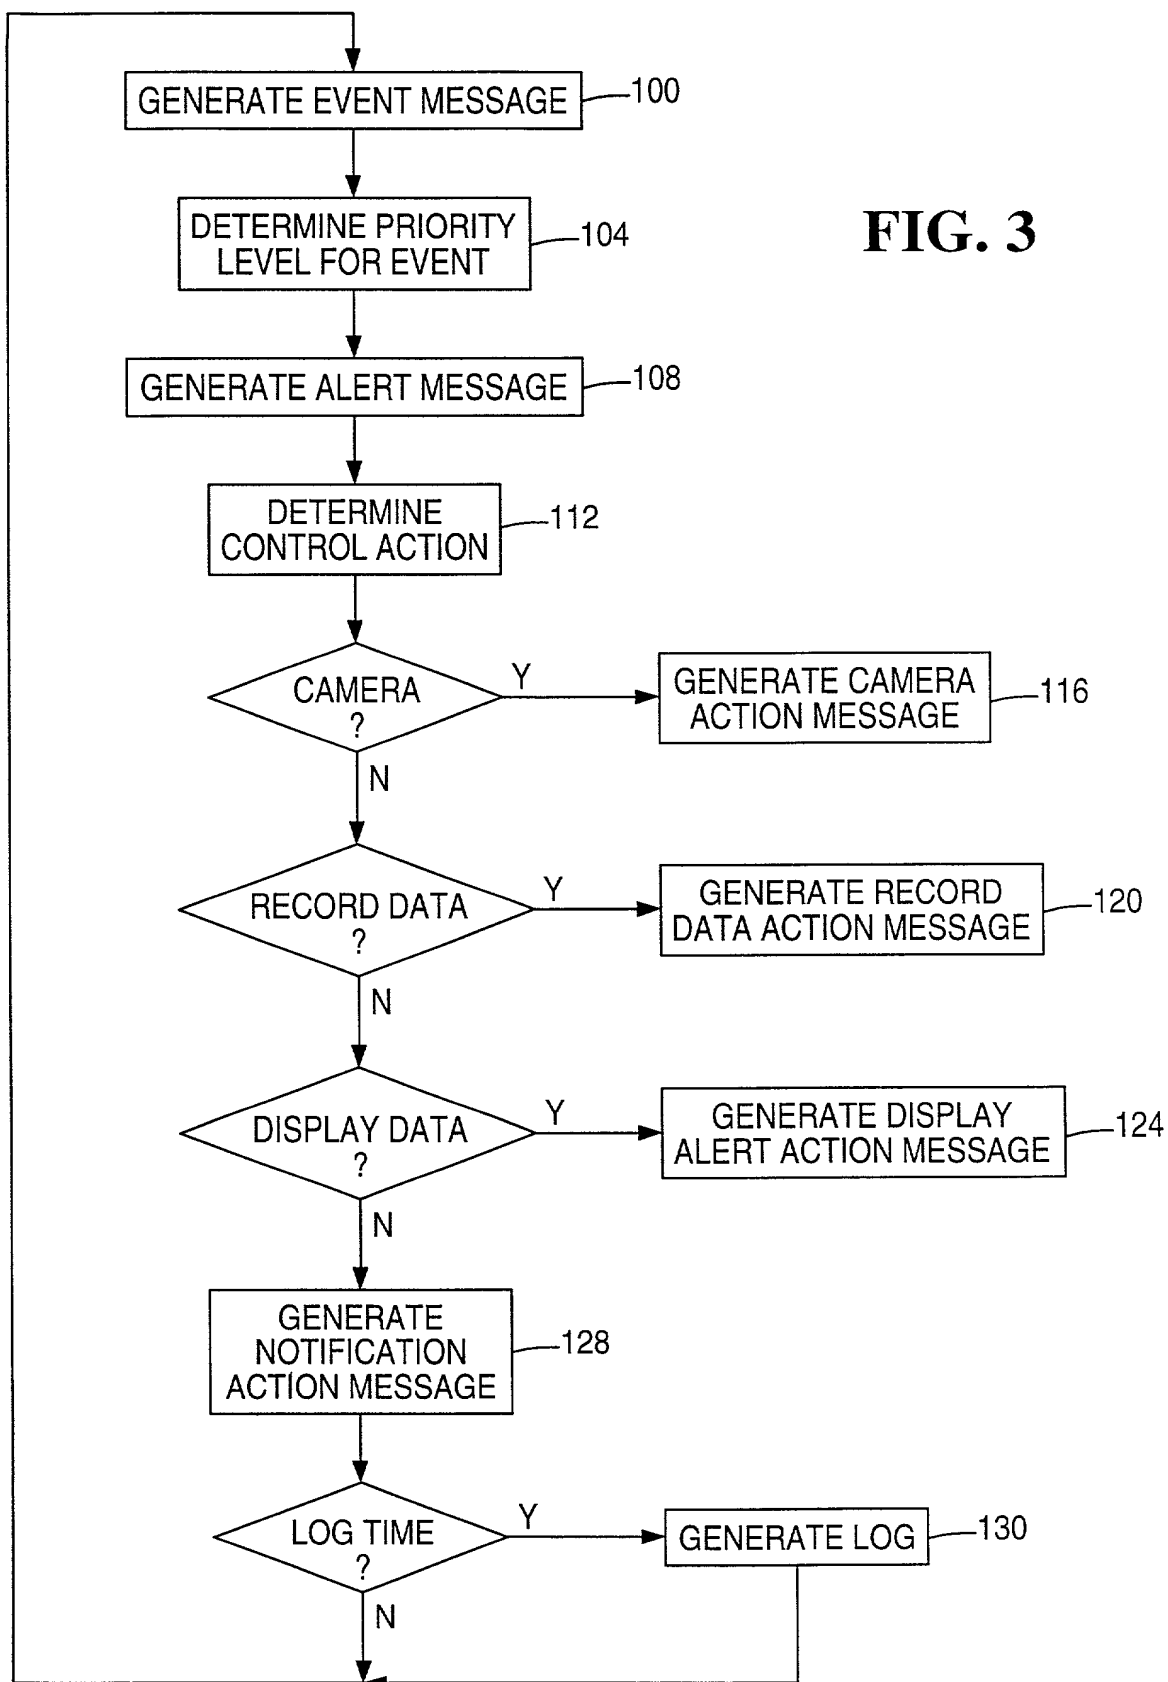 GENERATE EVENT MESSAGE
100
DETERMINE PRIORITY
LEVEL FOR EVENT
104
FIG. 3
GENERATE ALERT MESSAGE
108
DETERMINE
CONTROL ACTION
112
CAMERA
?
Y
GENERATE CAMERA
ACTION MESSAGE
116
N
RECORD DATA
?
Y
GENERATE RECORD
DATA ACTION MESSAGE
120
N
DISPLAY DATA
?
Y
GENERATE DISPLAY
ALERT ACTION MESSAGE
124
N
GENERATE
NOTIFICATION
ACTION MESSAGE
128
LOG TIME
?
Y
GENERATE LOG
130
N